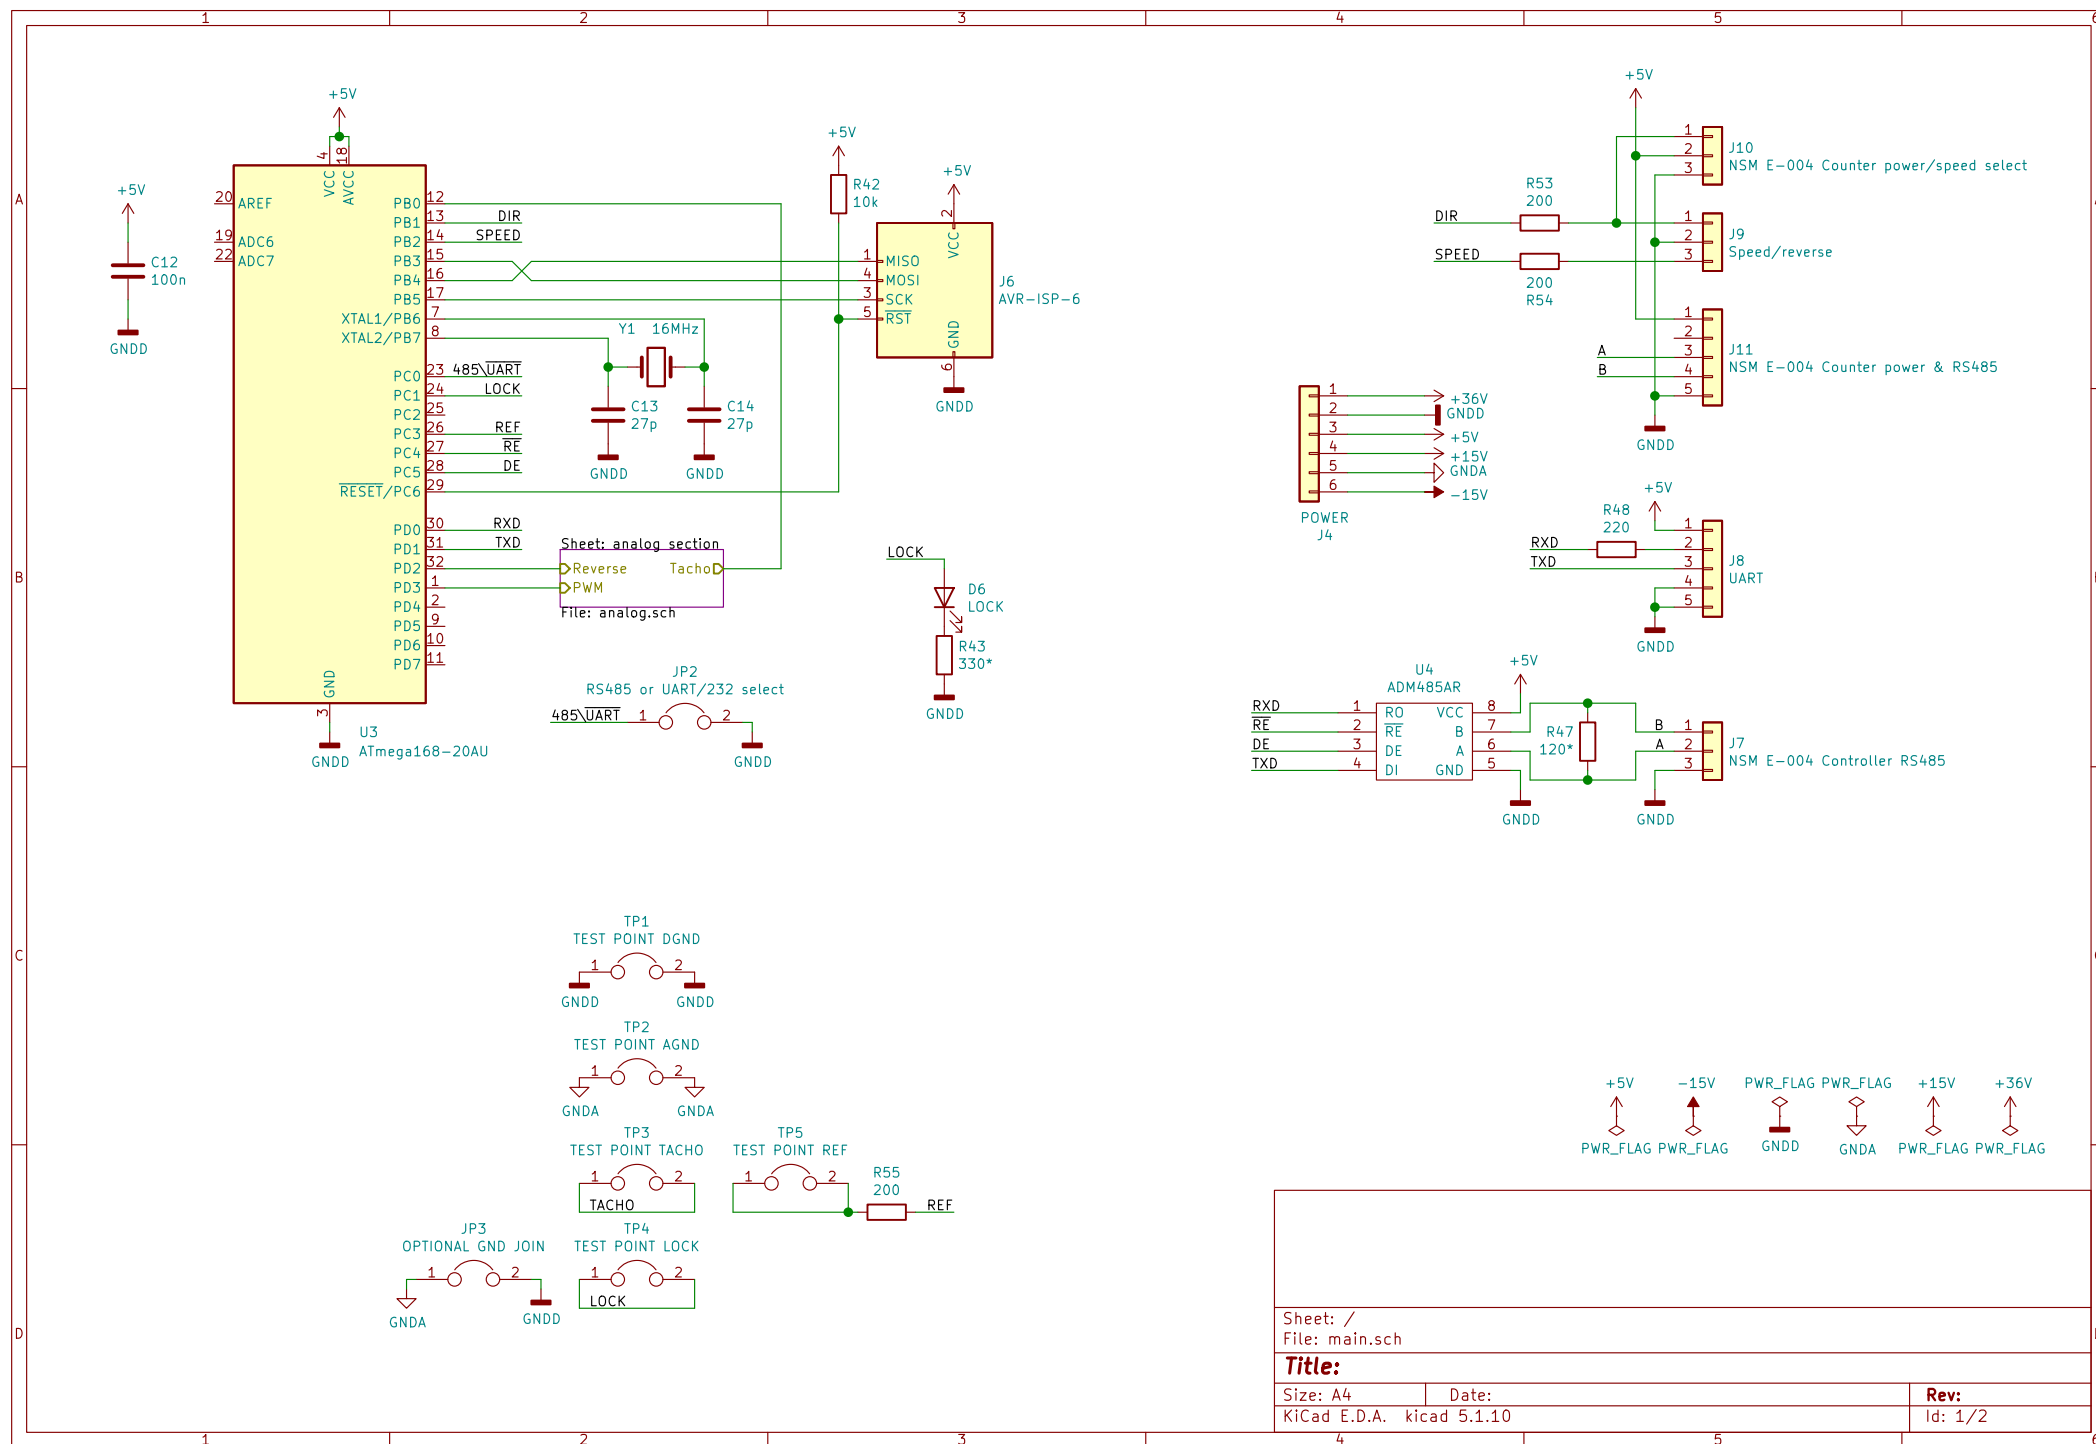 1 2 3 4 5 6
A
B
C
D
+5V
C12
100n
GNDD
+5V
4 VCC
18 AVCC
20 AREF
19 ADC6
22 ADC7
PB0 12
PB1 13 DIR
PB2 14 SPEED
PB3 15
PB4 16
PB5 17
XTAL1/PB6 7
XTAL2/PB7 8
PC0 23 485\UART
PC1 24 LOCK
PC2 25
PC3 26 REF
PC4 27 RE
PC5 28 DE
RESET/PC6 29
PD0 30 RXD
PD1 31 TXD
PD2 32
PD3 1
PD4 2
PD5 9
PD6 10
PD7 11
GND 3
GNDD
U3
ATmega168-20AU
Y1 16MHz
C13
27p
GNDD
C14
27p
GNDD
+5V
R42
10k
+5V
2 VCC
1 MISO
4 MOSI
3 SCK
5 RST
GND 6
GNDD
J6
AVR-ISP-6
Sheet: analog section
Reverse Tacho
PWM
File: analog.sch
JP2
RS485 or UART/232 select
485\UART 1 2
GNDD
LOCK
D6
LOCK
R43
330*
GNDD
1 +36V
2 GNDD
3 +5V
4 +15V
5 GNDA
6 -15V
POWER
J4
+5V
1
2
3
J10
NSM E-004 Counter power/speed select
R53
200
DIR
SPEED
200
R54
1
2
3
J9
Speed/reverse
1
2
A 3
B 4
5
J11
NSM E-004 Counter power & RS485
GNDD
+5V
R48
220
RXD
TXD
1
2
3
4
5
J8
UART
GNDD
U4
ADM485AR
+5V
RXD 1 RO VCC 8
RE 2 RE B 7
DE 3 DE A 6
TXD 4 DI GND 5
GNDD
R47
120*
B 1
A 2
3
J7
NSM E-004 Controller RS485
GNDD
TP1
TEST POINT DGND
1 2
GNDD GNDD
TP2
TEST POINT AGND
1 2
GNDA GNDA
TP3
TEST POINT TACHO
1 2
TACHO
TP5
TEST POINT REF
1 2
R55
200
REF
JP3
OPTIONAL GND JOIN
1 2
GNDA GNDD
TP4
TEST POINT LOCK
1 2
LOCK
+5V -15V PWR_FLAG PWR_FLAG +15V +36V
PWR_FLAG PWR_FLAG GNDD GNDA PWR_FLAG PWR_FLAG
Sheet: /
File: main.sch
Title:
Size: A4 Date: Rev:
KiCad E.D.A. kicad 5.1.10 Id: 1/2
1 2 3 4 5 6